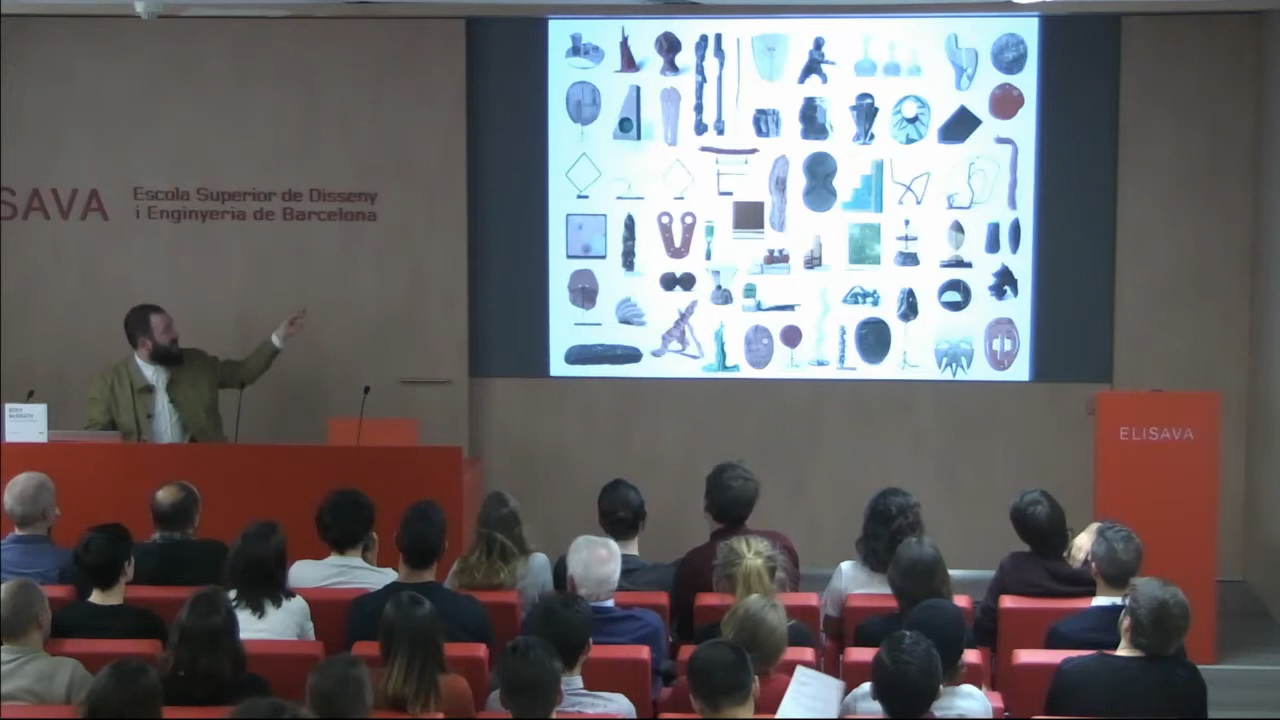 SAVA
Escola Superior de Disseny
i Enginyeria de Barcelona
ELISAVA